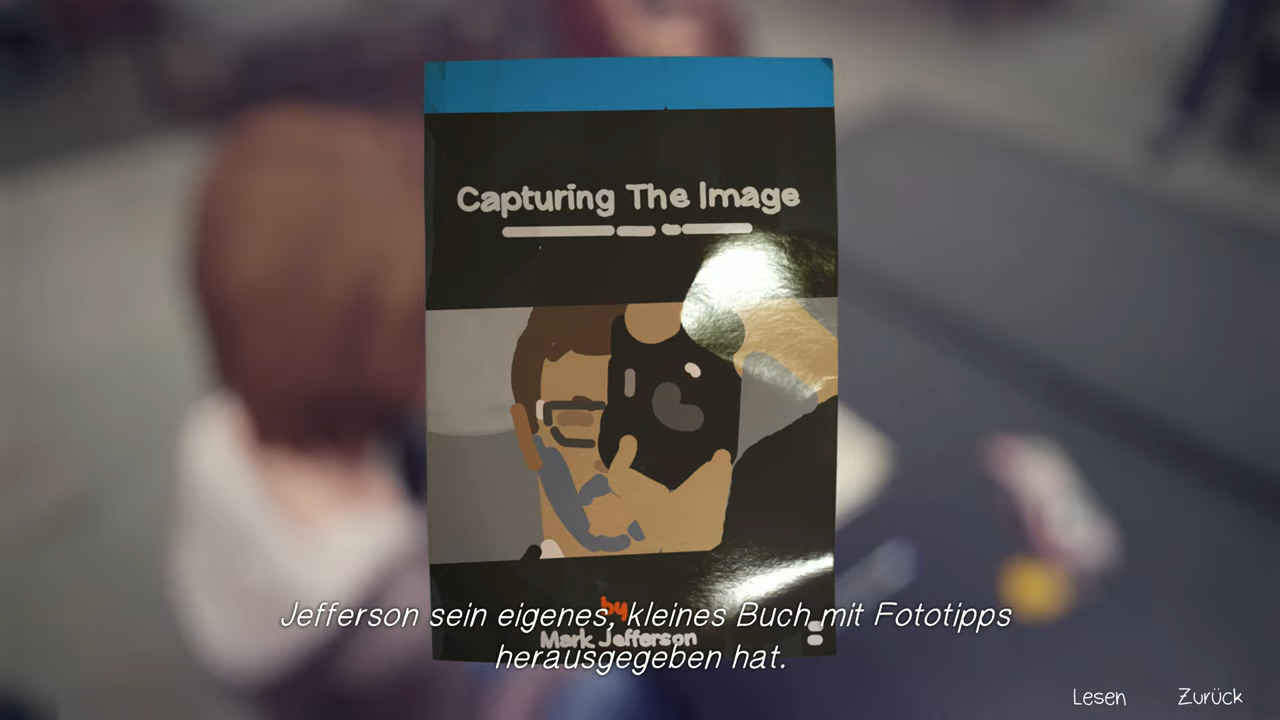 Capturing The Image
by
Jefferson sein eigenes, kleines Buch mit Fototipps
Mark Jefferson
herausgegeben hat.
Lesen Zurück